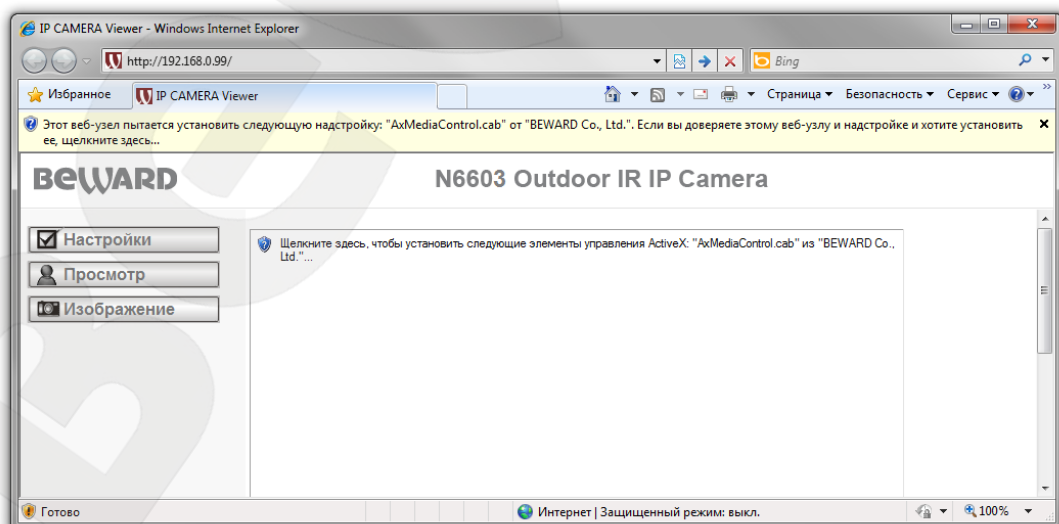 IP CAMERA Viewer - Windows Internet Explorer
http://192.168.0.99/
Bing
Избранное
IP CAMERA Viewer
Страница
Безопасность
Сервис
Этот веб-узел пытается установить следующую надстройку: "AxMediaControl.cab" от "BEWARD Co., Ltd.". Если вы доверяете этому веб-узлу и надстройке и хотите установить
ее, щелкните здесь...
BEWARD
N6603 Outdoor IR IP Camera
Настройки
Щелкните здесь, чтобы установить следующие элементы управления ActiveX: "AxMediaControl.cab" из "BEWARD Co.,
Ltd."...
Просмотр
Изображение
Готово
Интернет | Защищенный режим: выкл.
100%